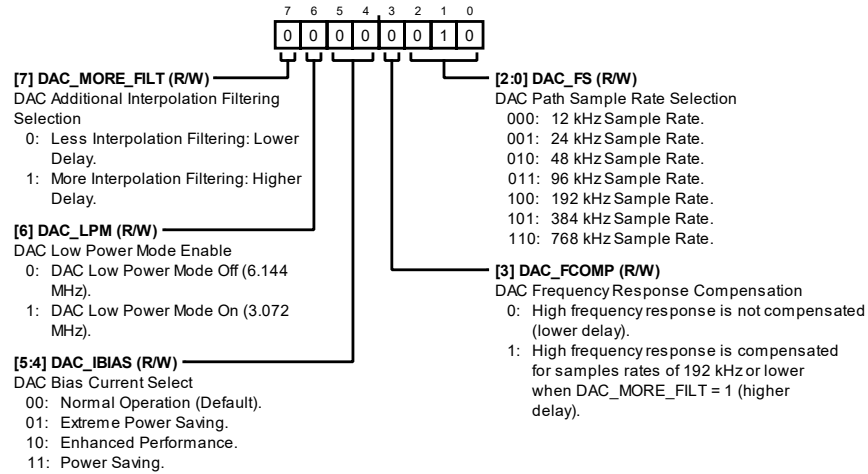 7 6 5 4 3 2 1 0
0 0 0 0 0 0 1 0
[7] DAC_MORE_FILT (R/W)
DAC Additional Interpolation Filtering
Selection
0: Less Interpolation Filtering: Lower
Delay.
1: More Interpolation Filtering: Higher
Delay.
[6] DAC_LPM (R/W)
DAC Low Power Mode Enable
0: DAC Low Power Mode Off (6.144
MHz).
1: DAC Low Power Mode On (3.072
MHz).
[5:4] DAC_IBIAS (R/W)
DAC Bias Current Select
00: Normal Operation (Default).
01: Extreme Power Saving.
10: Enhanced Performance.
11: Power Saving.
[2:0] DAC_FS (R/W)
DAC Path Sample Rate Selection
000: 12 kHz Sample Rate.
001: 24 kHz Sample Rate.
010: 48 kHz Sample Rate.
011: 96 kHz Sample Rate.
100: 192 kHz Sample Rate.
101: 384 kHz Sample Rate.
110: 768 kHz Sample Rate.
[3] DAC_FCOMP (R/W)
DAC Frequency Response Compensation
0: High frequency response is not compensated
(lower delay).
1: High frequency response is compensated
for samples rates of 192 kHz or lower
when DAC_MORE_FILT = 1 (higher
delay).